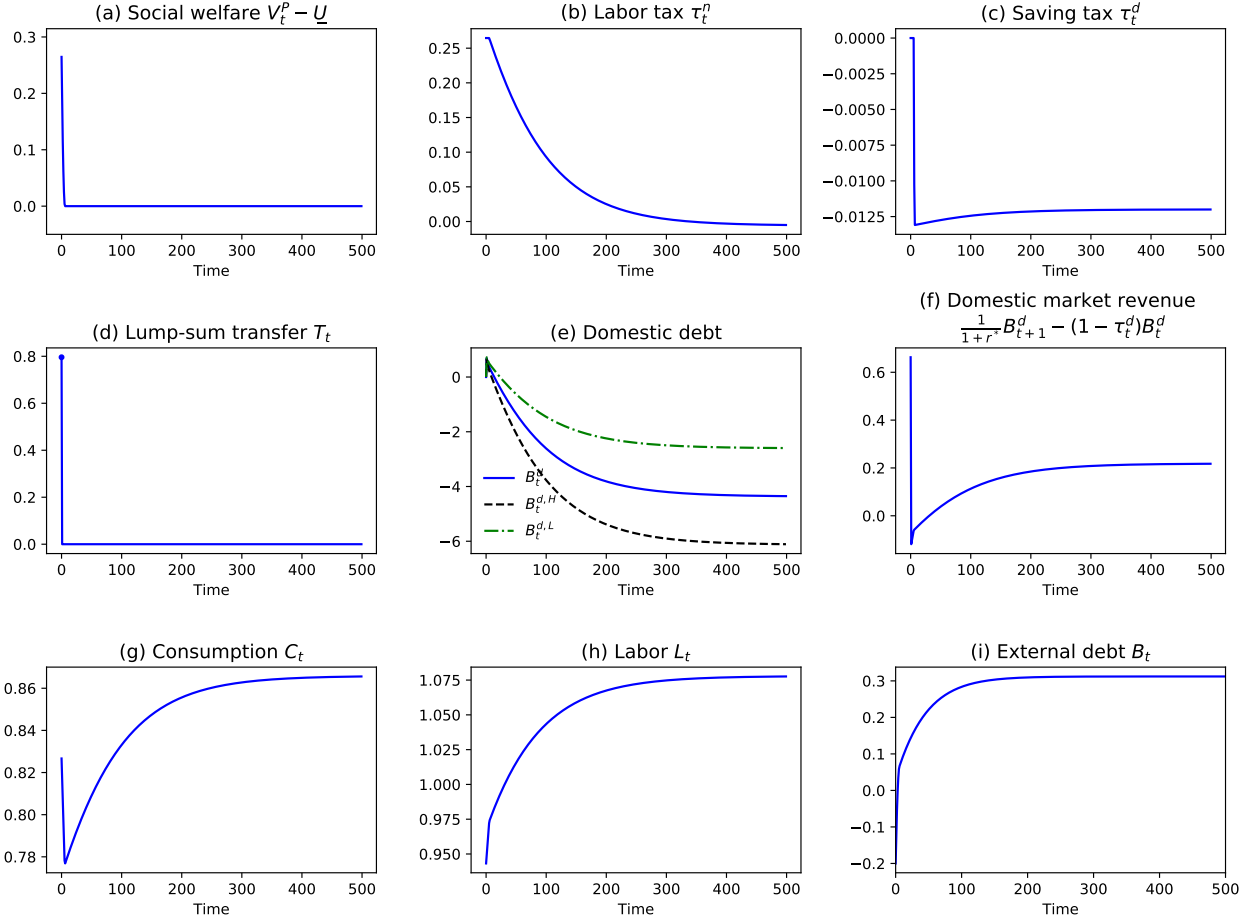 (a) Social welfare $V_t^P - \underline{U}$
0.3
0.2
0.1
0.0
0 100 200 300 400 500
Time
(b) Labor tax $\tau_t^n$
0.25
0.20
0.15
0.10
0.05
0.00
0 100 200 300 400 500
Time
(c) Saving tax $\tau_t^d$
0.0000
−0.0025
−0.0050
−0.0075
−0.0100
−0.0125
0 100 200 300 400 500
Time
(d) Lump-sum transfer $T_t$
0.8
0.6
0.4
0.2
0.0
0 100 200 300 400 500
Time
(e) Domestic debt
0
−2
−4
−6
$B_t^d$
$B_t^{d,H}$
$B_t^{d,L}$
0 100 200 300 400 500
Time
(f) Domestic market revenue
$\frac{1}{1+r^*} B_{t+1}^d - (1 - \tau_t^d) B_t^d$
0.6
0.4
0.2
0.0
0 100 200 300 400 500
Time
(g) Consumption $C_t$
0.86
0.84
0.82
0.80
0.78
0 100 200 300 400 500
Time
(h) Labor $L_t$
1.075
1.050
1.025
1.000
0.975
0.950
0 100 200 300 400 500
Time
(i) External debt $B_t$
0.3
0.2
0.1
0.0
−0.1
−0.2
0 100 200 300 400 500
Time